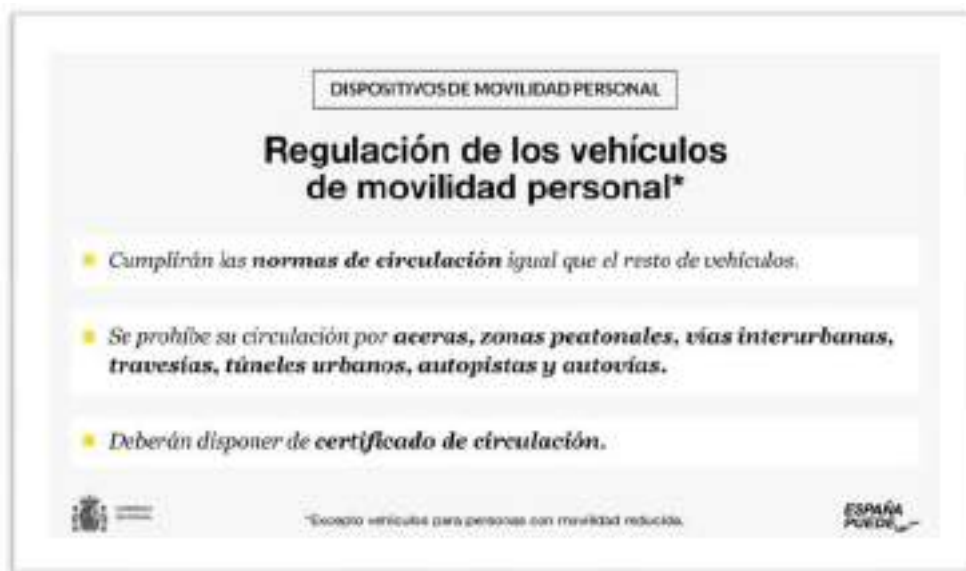 DISPOSITIVOS DE MOVILIDAD PERSONAL
Regulación de los vehículos
de movilidad personal*
Cumplirán las normas de circulación igual que el resto de vehículos.
Se prohíbe su circulación por aceras, zonas peatonales, vías interurbanas,
travesías, túneles urbanos, autopistas y autovías.
Deberán disponer de certificado de circulación.
*Excepto vehículos para personas con movilidad reducida.
ESPAÑA
PUEDE